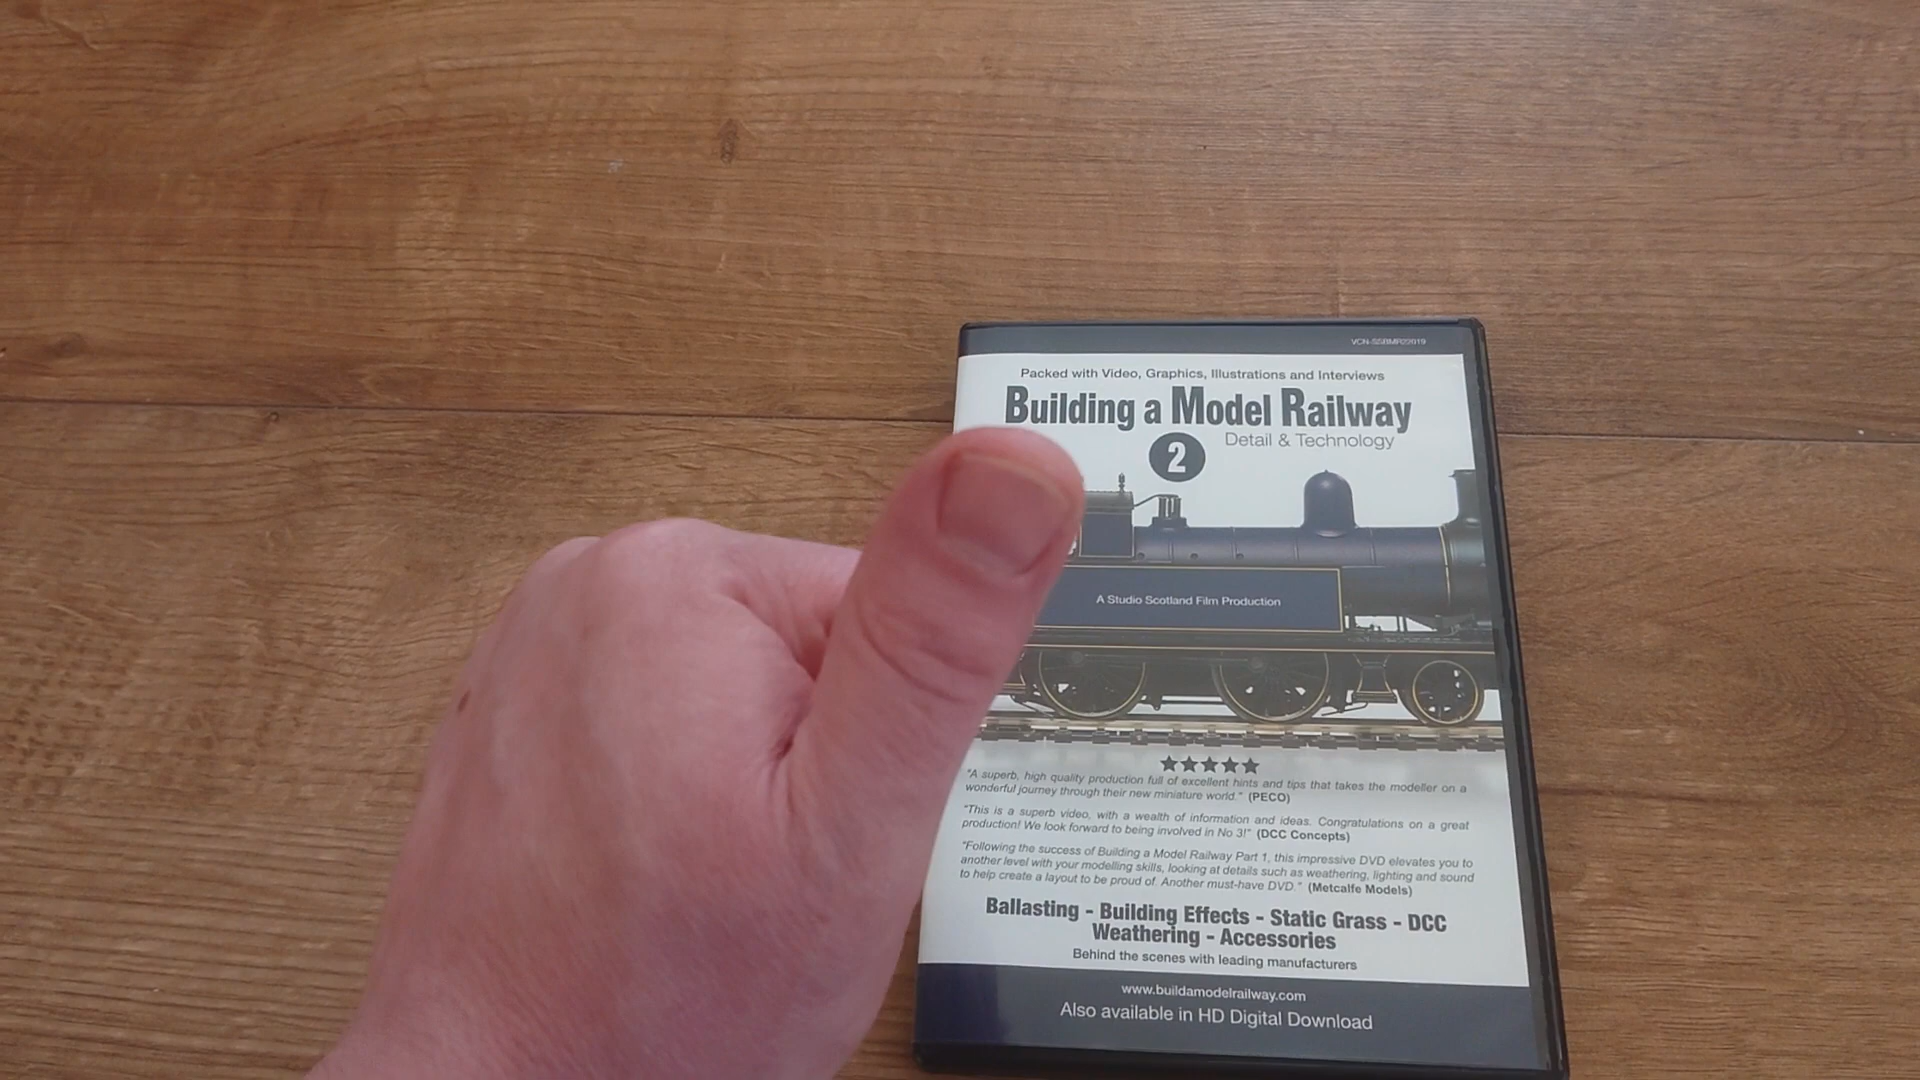 VCN-SSBMR22019
Packed with Video, Graphics, Illustrations and Interviews
Building a Model Railway
Detail & Technology
2
A Studio Scotland Film Production
"A superb, high quality production full of excellent hints and tips that takes the modeller on a
wonderful journey through their new miniature world." (PECO)
"This is a superb video, with a wealth of information and ideas. Congratulations on a great
production! We look forward to being involved in No 3!" (DCC Concepts)
"Following the success of Building a Model Railway Part 1, this impressive DVD elevates you to
another level with your modelling skills, looking at details such as weathering, lighting and sound
to help create a layout to be proud of. Another must-have DVD." (Metcalfe Models)
Ballasting - Building Effects - Static Grass - DCC
Weathering - Accessories
Behind the scenes with leading manufacturers
www.buildamodelrailway.com
Also available in HD Digital Download